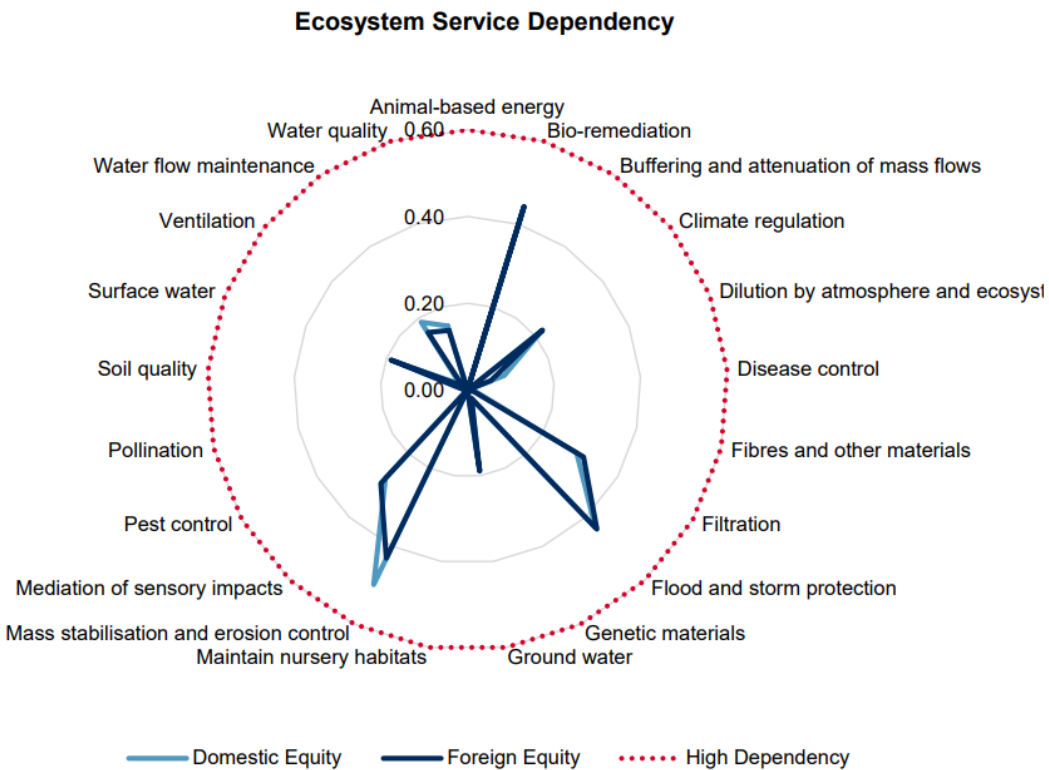 Ecosystem Service Dependency
Animal-based energy
Water quality
0.60
Bio-remediation
Water flow maintenance
Buffering and attenuation of mass flows
Ventilation
0.40
Climate regulation
Surface water
0.20
Dilution by atmosphere and ecosyst
Soil quality
0.00
Disease control
Pollination
Fibres and other materials
Pest control
Filtration
Mediation of sensory impacts
Flood and storm protection
Mass stabilisation and erosion control
Genetic materials
Maintain nursery habitats
Ground water
Domestic Equity
Foreign Equity
High Dependency